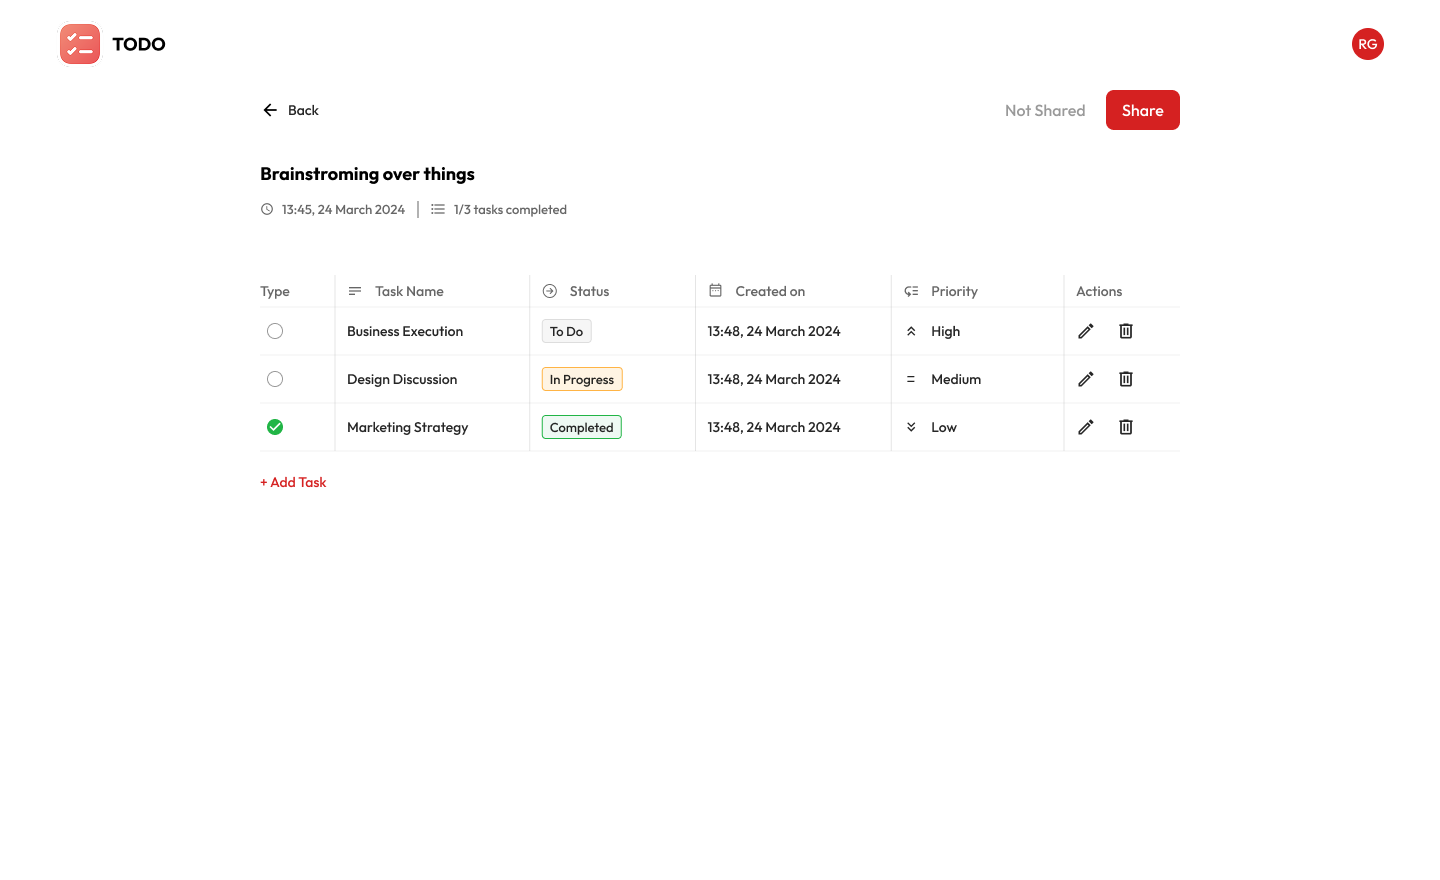 TODO
RG
Back
Not Shared
Share
Brainstroming over things
13:45, 24 March 2024
1/3 tasks completed
Type Task Name Status Created on Priority Actions
Business Execution To Do 13:48, 24 March 2024 High
Design Discussion In Progress 13:48, 24 March 2024 Medium
Marketing Strategy Completed 13:48, 24 March 2024 Low
+ Add Task